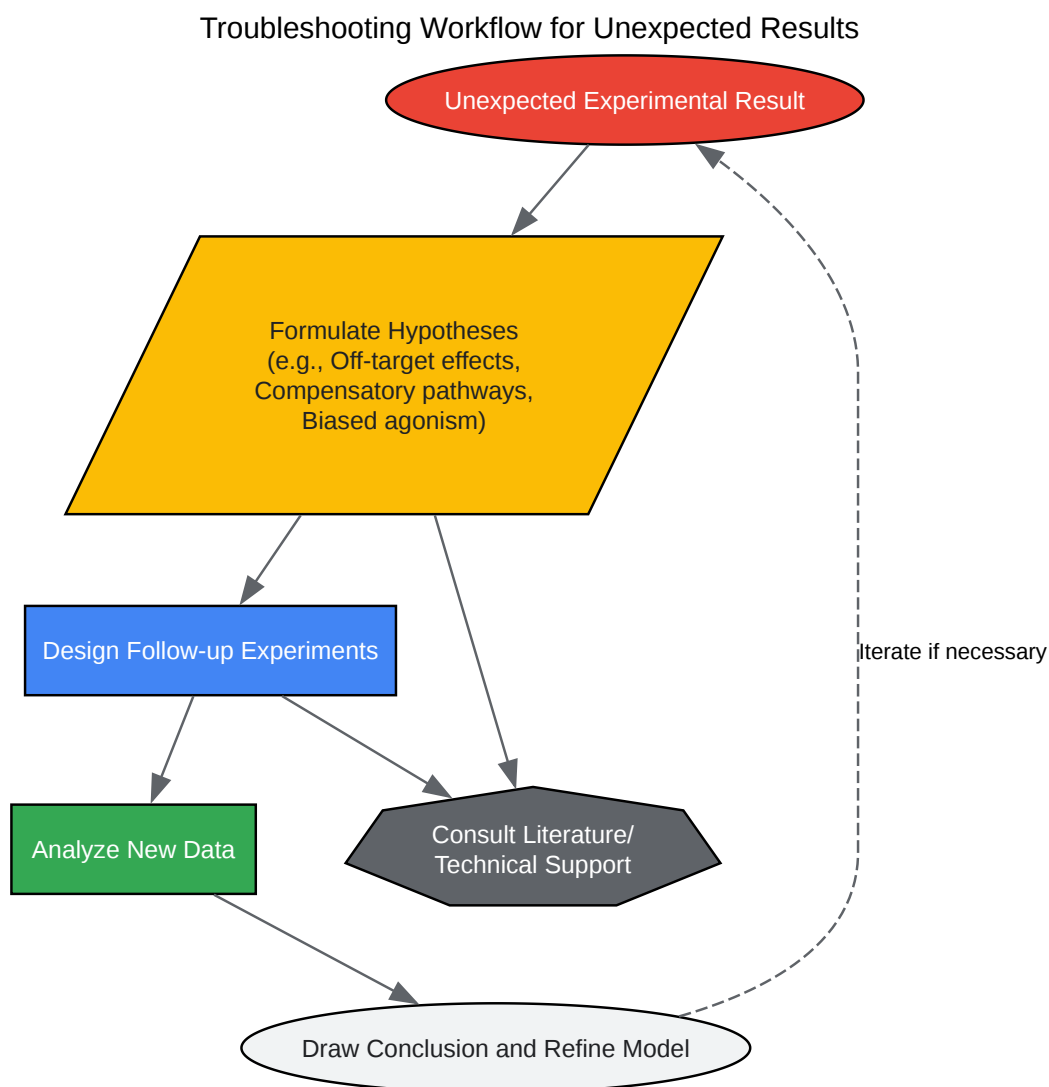 Troubleshooting Workflow for Unexpected Results
Unexpected Experimental Result
Formulate Hypotheses
(e.g., Off-target effects,
Compensatory pathways,
Biased agonism)
Design Follow-up Experiments
Iterate if necessary
Analyze New Data
Consult Literature/
Technical Support
Draw Conclusion and Refine Model